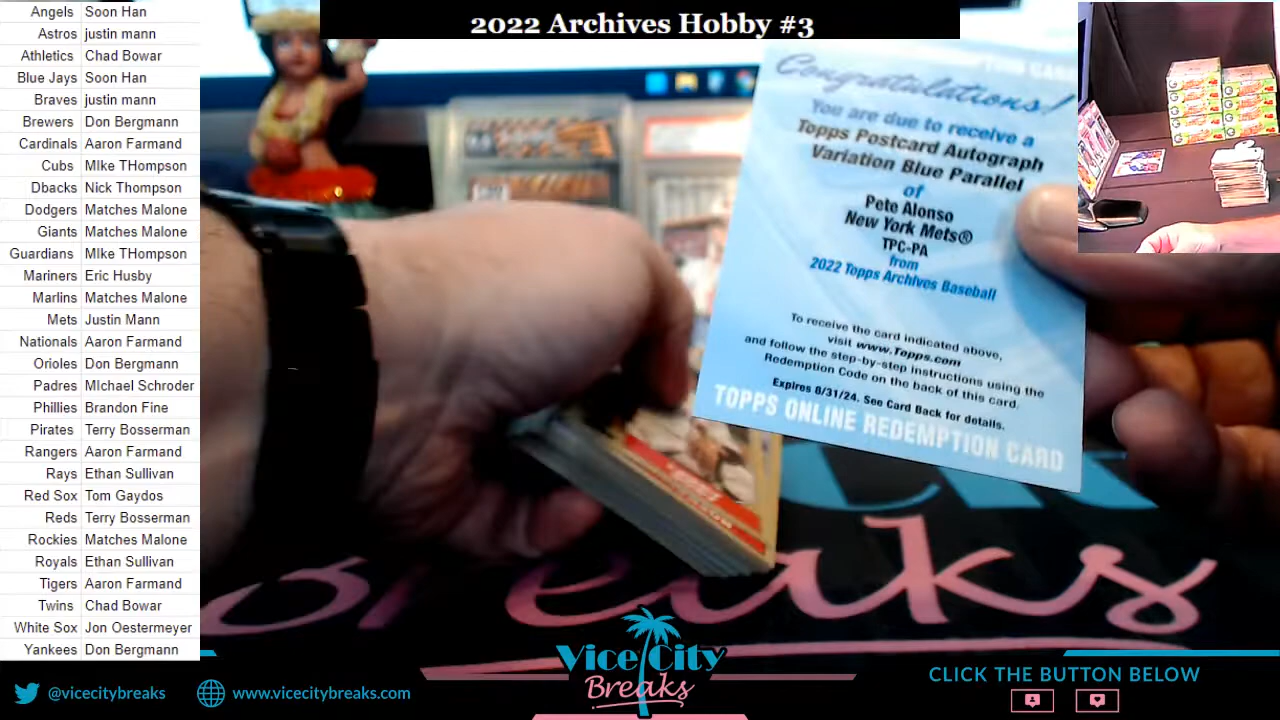 2022 Archives Hobby #3
Angels Soon Han
Astros justin mann
Athletics Chad Bowar
Blue Jays Soon Han
Braves justin mann
Brewers Don Bergmann
Cardinals Aaron Farmand
Cubs MIke THompson
Dbacks Nick Thompson
Dodgers Matches Malone
Giants Matches Malone
Guardians MIke THompson
Mariners Eric Husby
Marlins Matches Malone
Mets Justin Mann
Nationals Aaron Farmand
Orioles Don Bergmann
Padres MIchael Schroder
Phillies Brandon Fine
Pirates Terry Bosserman
Rangers Aaron Farmand
Rays Ethan Sullivan
Red Sox Tom Gaydos
Reds Terry Bosserman
Rockies Matches Malone
Royals Ethan Sullivan
Tigers Aaron Farmand
Twins Chad Bowar
White Sox Jon Oestermeyer
Yankees Don Bergmann
Congratulations!
You are due to receive a
Topps Postcard Autograph
Variation Blue Parallel
of
Pete Alonso
New York Mets®
TPC-PA
from
2022 Topps Archives Baseball
To receive the card indicated above,
visit www.Topps.com
and follow the step-by-step instructions using the
Redemption Code on the back of this card.
Expires 8/31/24. See Card Back for details.
TOPPS ONLINE REDEMPTION CARD
Breaks
Vice City
Breaks
@vicecitybreaks
www.vicecitybreaks.com
CLICK THE BUTTON BELOW